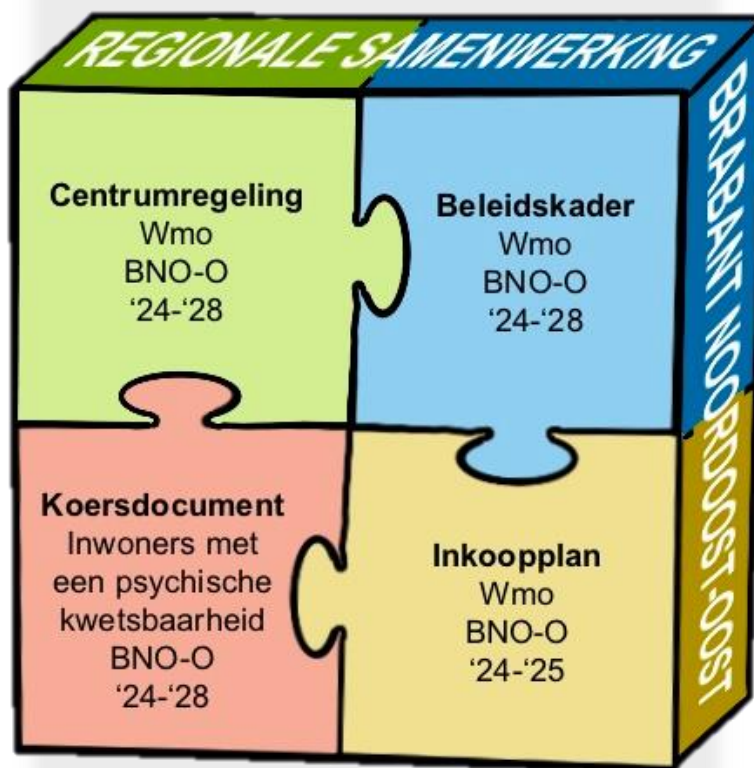 REGIONALE SAMENWERKING
BRABANT NOORDOOST-OOST
Centrumregeling
Wmo
BNO-O
‘24-‘28
Beleidskader
Wmo
BNO-O
‘24-‘28
Koersdocument
Inwoners met
een psychische
kwetsbaarheid
BNO-O
‘24-‘28
Inkoopplan
Wmo
BNO-O
‘24-‘25